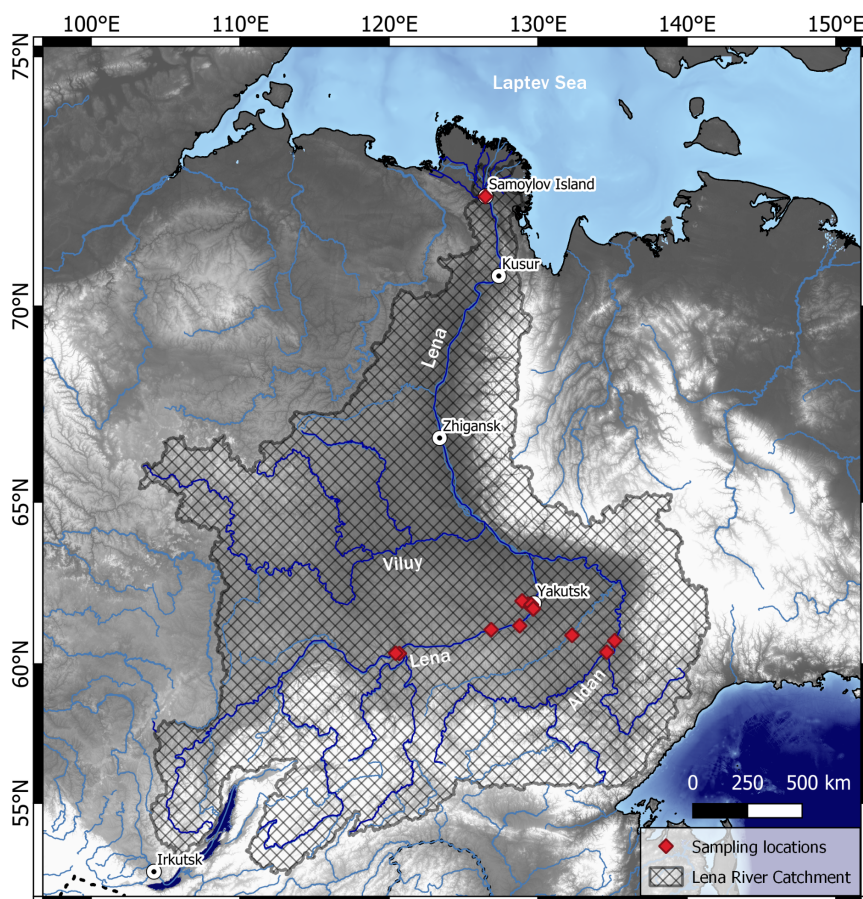 100°E 110°E 120°E 130°E 140°E 150°E
75°N
Laptev Sea
Samoylov Island
Kusur
70°N
Lena
Zhigansk
65°N
Viluy
Yakutsk
60°N
Lena
Aldan
55°N
0 250 500 km
Sampling locations
Irkutsk
Lena River Catchment